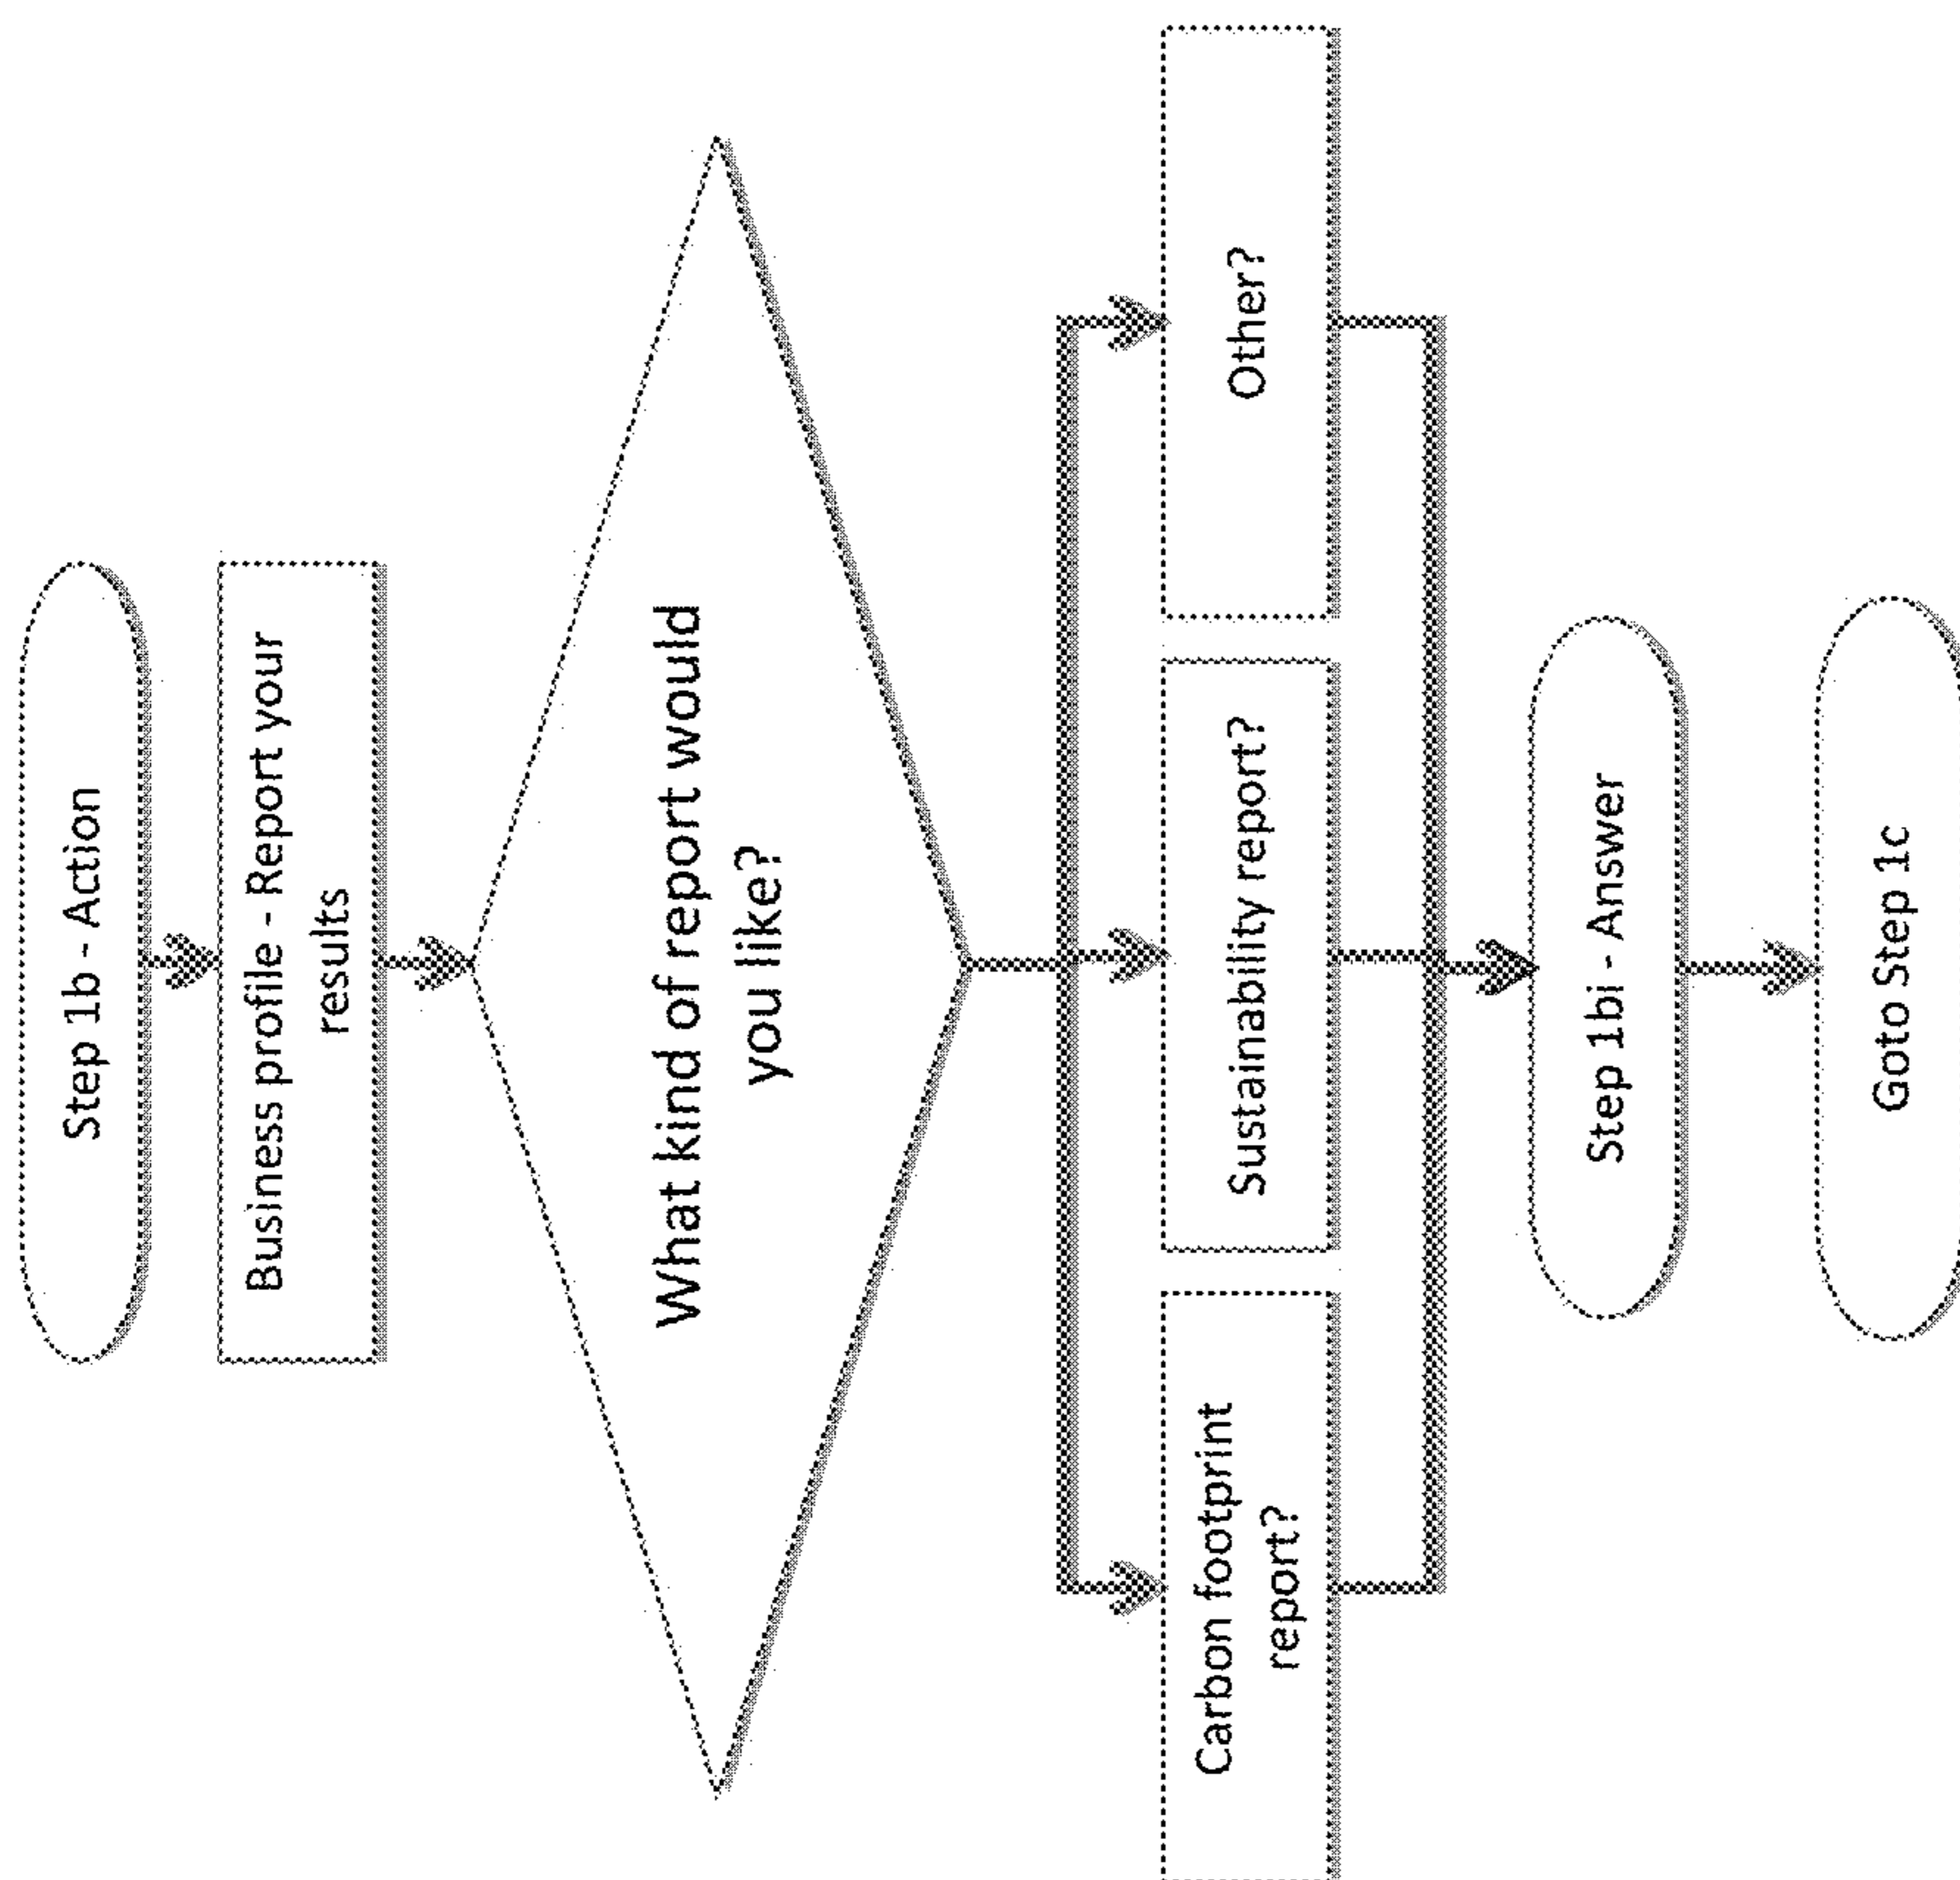 Step 1b - Action
Business profile - Report your
results
What kind of report would
you like?
Carbon footprint
report?
Sustainability report?
Other?
Step 1bi - Answer
Goto Step 1c